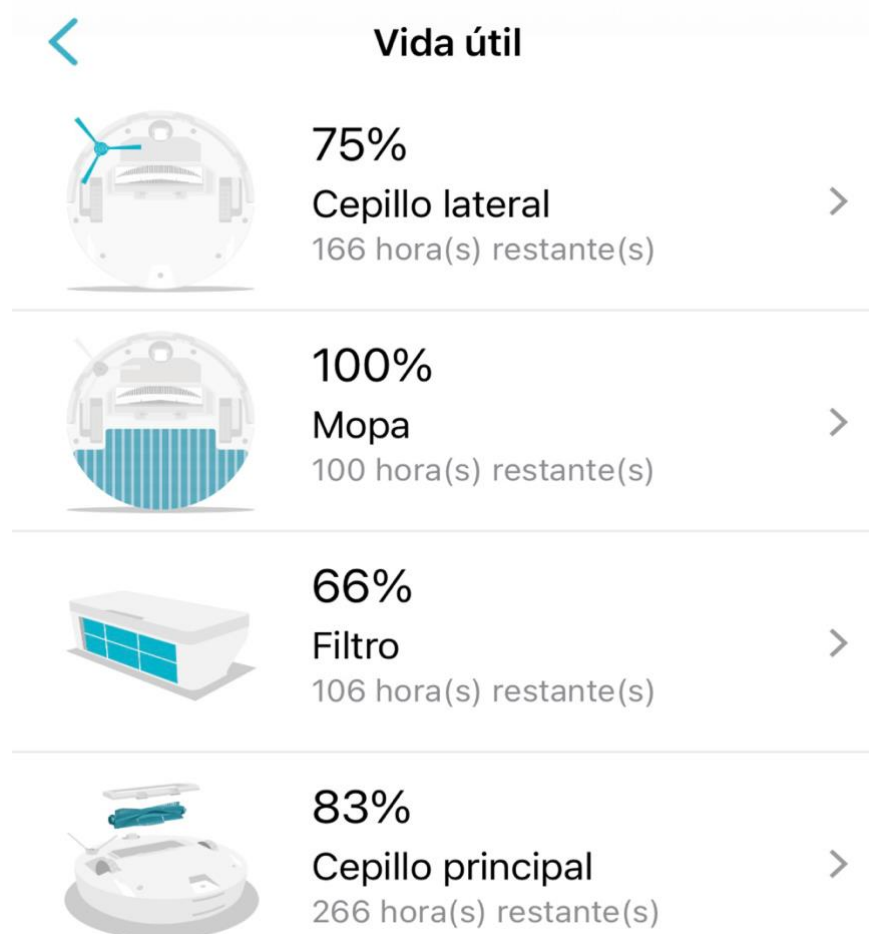 Vida útil
75%
Cepillo lateral
166 hora(s) restante(s)
100%
Mopa
100 hora(s) restante(s)
66%
Filtro
106 hora(s) restante(s)
83%
Cepillo principal
266 hora(s) restante(s)